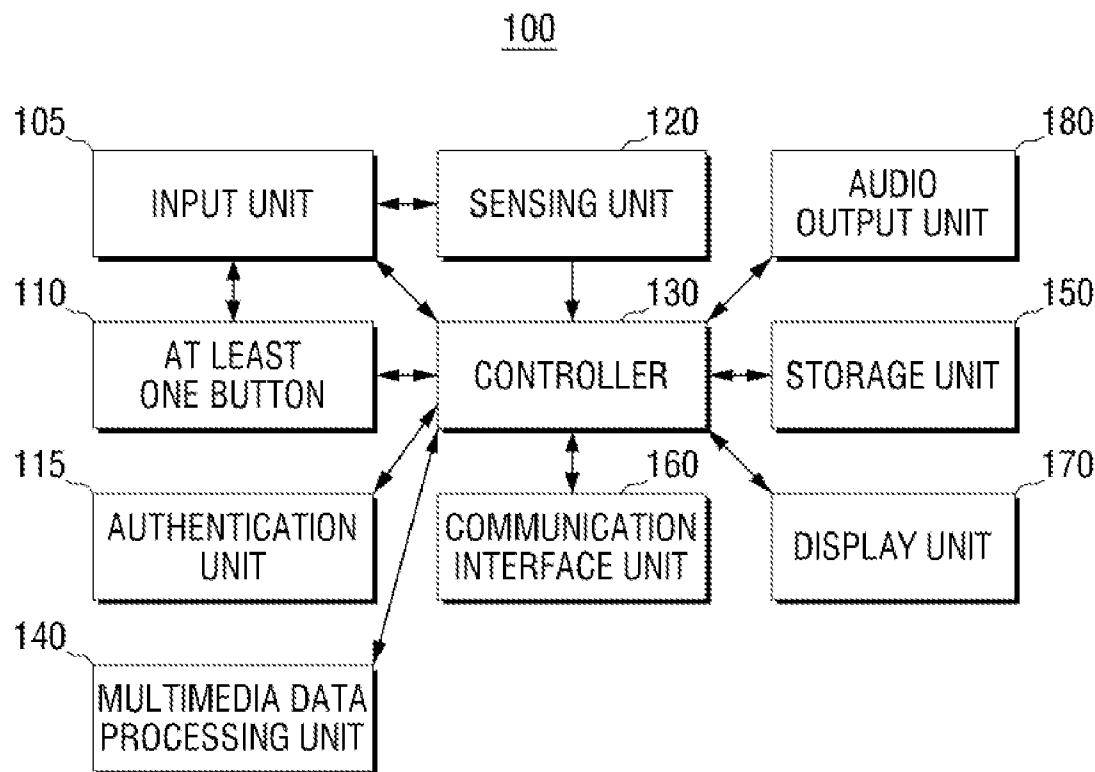 100
105
120
180
INPUT UNIT
SENSING UNIT
AUDIO
OUTPUT UNIT
110
130
150
AT LEAST
ONE BUTTON
CONTROLLER
STORAGE UNIT
115
160
170
AUTHENTICATION
UNIT
COMMUNICATION
INTERFACE UNIT
DISPLAY UNIT
140
MULTIMEDIA DATA
PROCESSING UNIT